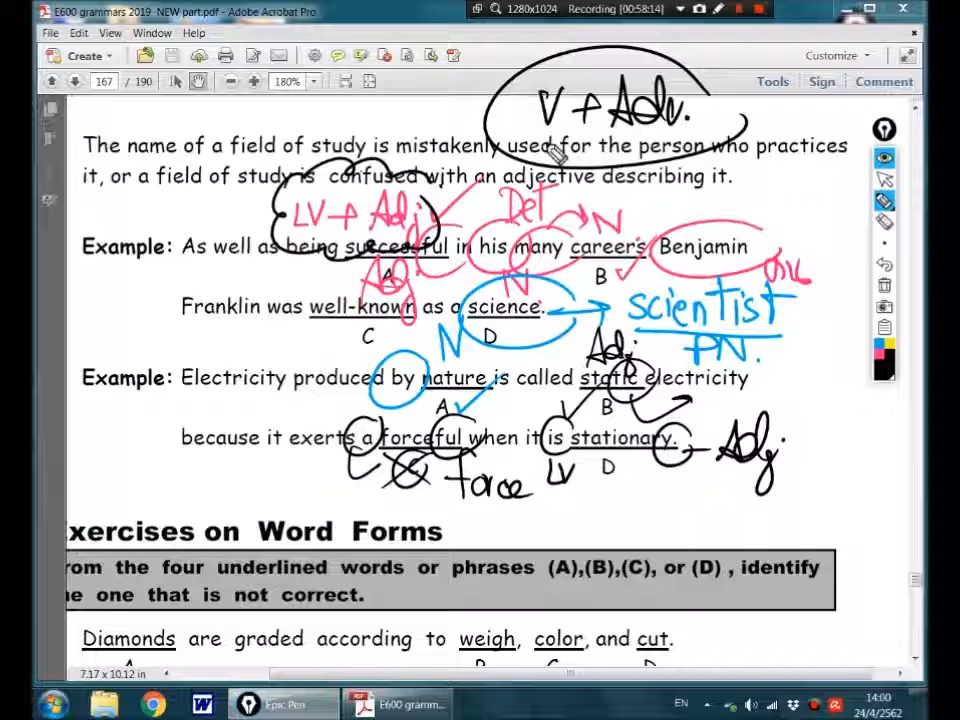 E600 grammars 2019 NEW part.pdf - Adobe Acrobat Pro
1280x1024 Recording [00:58:14]
File Edit View Window Help
Create
Customize
167 / 190
180%
Tools Sign Comment
V + Adv.
The name of a field of study is mistakenly used for the person who practices
it, or a field of study is confused with an adjective describing it.
LV + Adj Det N
Example: As well as being successful in his many careers, Benjamin
A B
Adj N
Franklin was well-known as a science. scientist
C D
N PN.
Adj
Example: Electricity produced by nature is called static electricity
A B
because it exerts a forceful when it is stationary. Adj
C D
force LV
Exercises on Word Forms
rom the four underlined words or phrases (A),(B),(C), or (D) , identify
he one that is not correct.
Diamonds are graded according to weigh, color, and cut.
7.17 x 10.12 in
Epic Pen
E600 gramm...
EN
14:00
24/4/2562